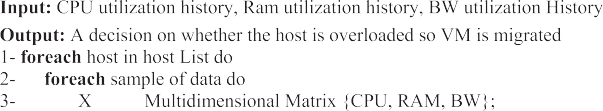 Input: CPU utilization history, Ram utilization history, BW utilization History
Output: A decision on whether the host is overloaded so VM is migrated
1- foreach host in host List do
2- foreach sample of data do
3- X Multidimensional Matrix {CPU, RAM, BW};